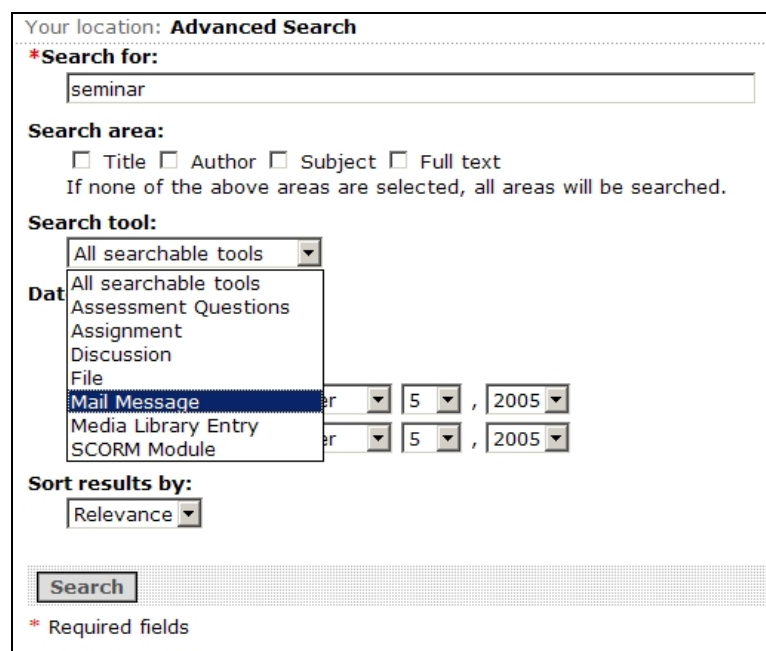 Your location: Advanced Search
*Search for:
seminar
Search area:
Title Author Subject Full text
If none of the above areas are selected, all areas will be searched.
Search tool:
All searchable tools
All searchable tools
Dat
Assessment Questions
Assignment
Discussion
File
Mail Message er 5 , 2005
Media Library Entry
SCORM Module er 5 , 2005
Sort results by:
Relevance
Search
* Required fields